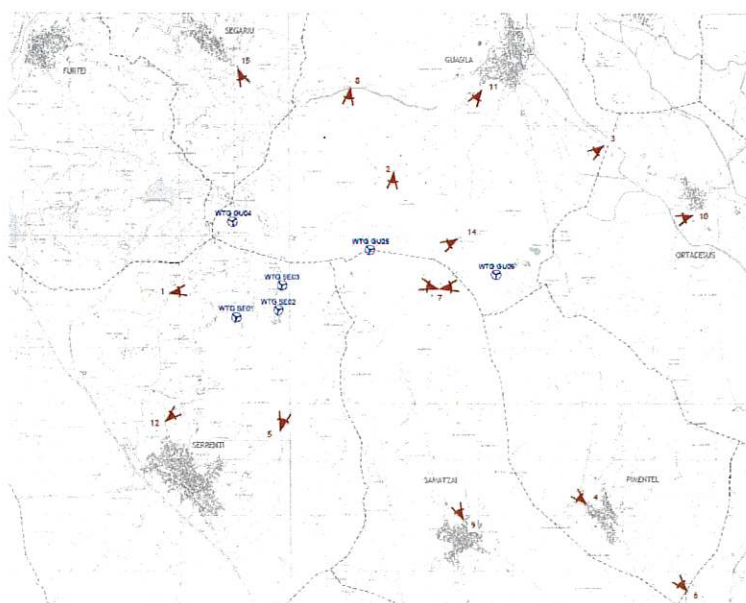 SEGARIU
FURTEI
15
GUASILA
8
11
3
2
WTG GU04
10
14
WTG GU05
ORTACESUS
WTG GU06
WTG SE03
1
7
WTG SE02
WTG SE01
12
5
SERRENTI
SAMATZAI
PIMENTEL
4
9
6